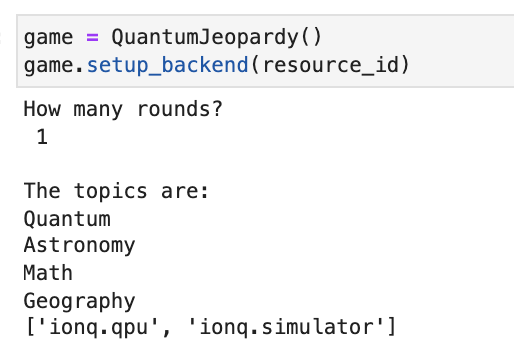 game = QuantumJeopardy()
game.setup_backend(resource_id)
How many rounds?
1
The topics are:
Quantum
Astronomy
Math
Geography
['ionq.qpu', 'ionq.simulator']